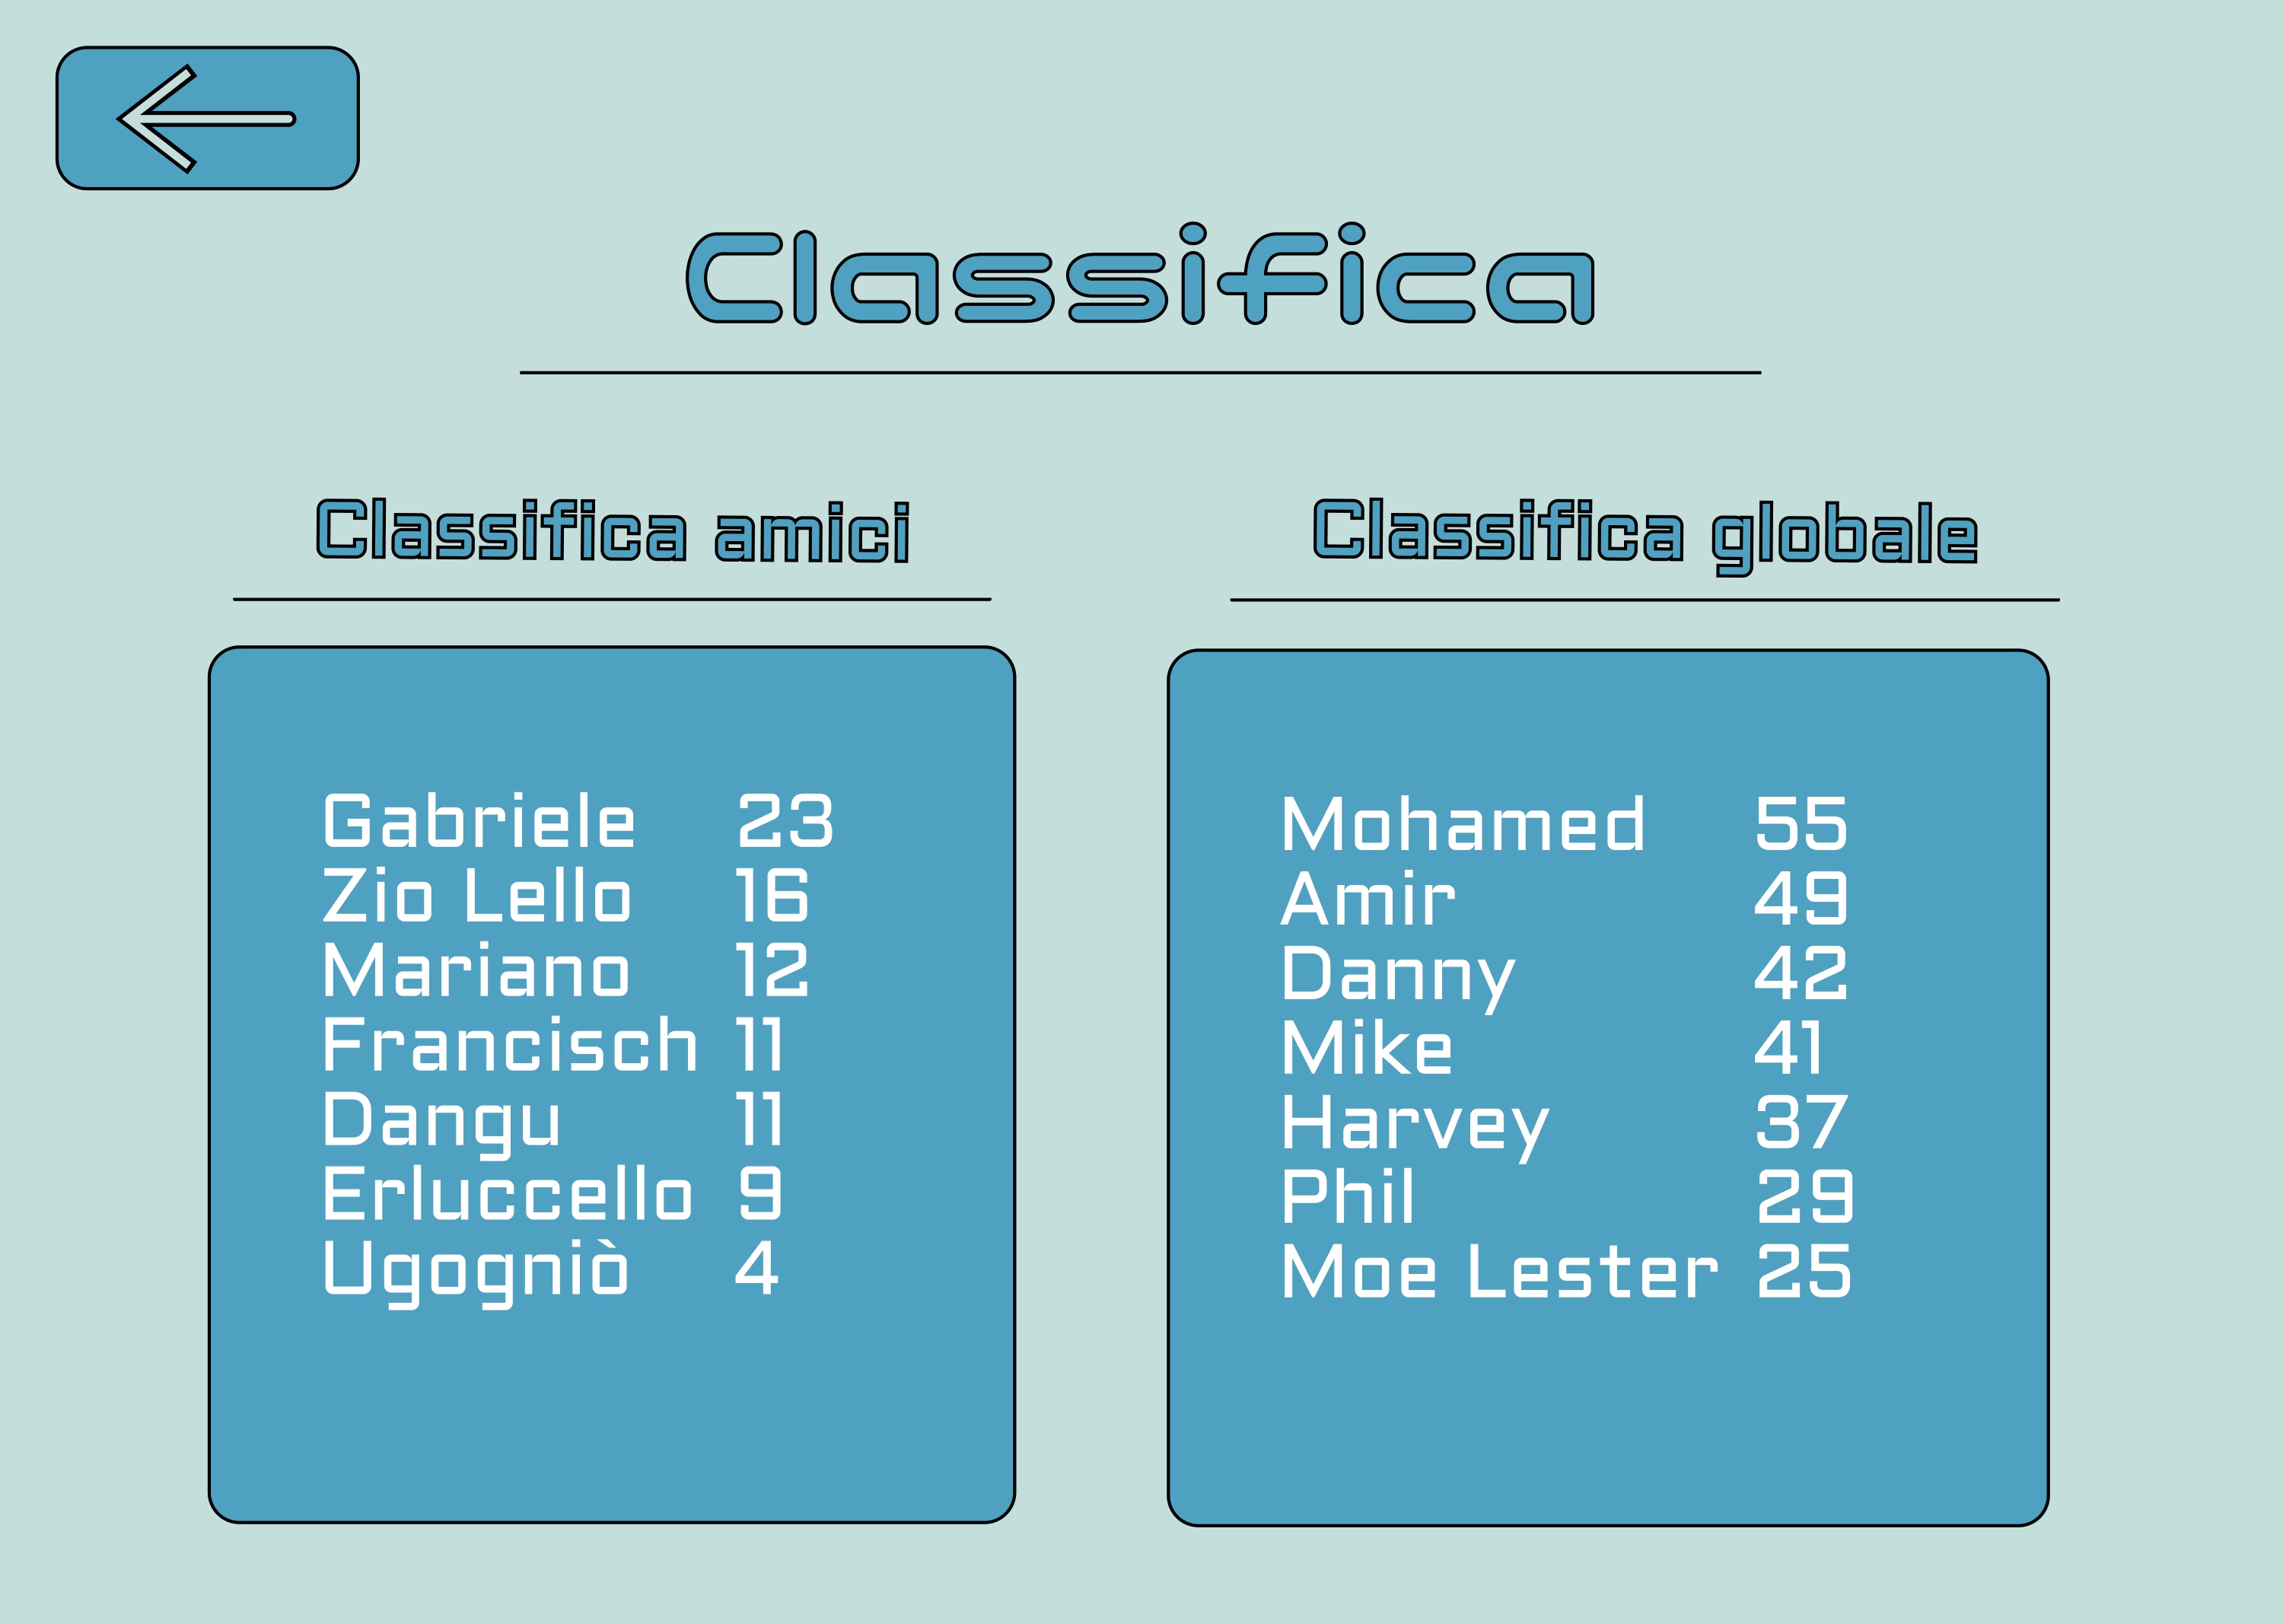 Classifica
Classifica amici
Gabriele 23
Zio Lello 16
Mariano 12
Francisch 11
Dangu 11
Erluccello 9
Ugogniò 4
Classifica globale
Mohamed 55
Amir 49
Danny 42
Mike 41
Harvey 37
Phil 29
Moe Lester 25